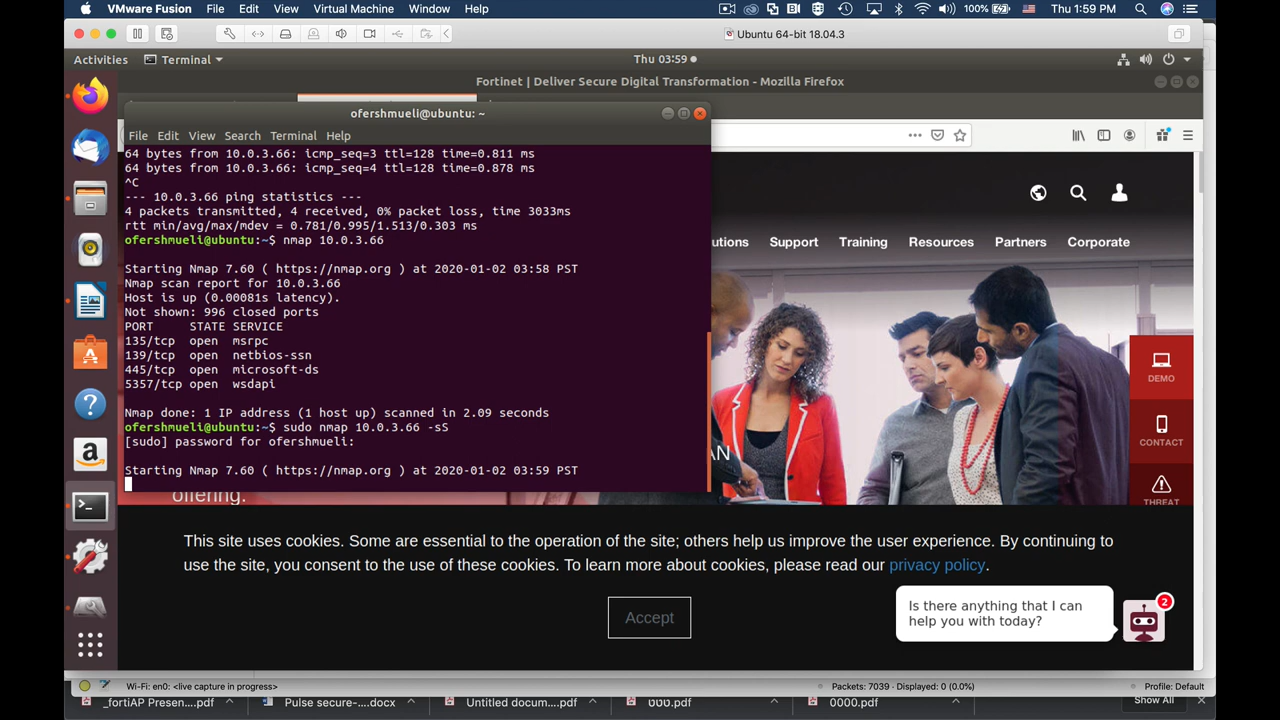 VMware Fusion File Edit View Virtual Machine Window Help 100% Thu 1:59 PM
Ubuntu 64-bit 18.04.3
Activities Terminal Thu 03:59
Fortinet | Deliver Secure Digital Transformation - Mozilla Firefox
ofershmueli@ubuntu: ~
File Edit View Search Terminal Help
64 bytes from 10.0.3.66: icmp_seq=3 ttl=128 time=0.811 ms
64 bytes from 10.0.3.66: icmp_seq=4 ttl=128 time=0.878 ms
^C
--- 10.0.3.66 ping statistics ---
4 packets transmitted, 4 received, 0% packet loss, time 3033ms
rtt min/avg/max/mdev = 0.781/0.995/1.513/0.303 ms
ofershmueli@ubuntu:~$ nmap 10.0.3.66
Starting Nmap 7.60 ( https://nmap.org ) at 2020-01-02 03:58 PST
Nmap scan report for 10.0.3.66
Host is up (0.00081s latency).
Not shown: 996 closed ports
PORT STATE SERVICE
135/tcp open msrpc
139/tcp open netbios-ssn
445/tcp open microsoft-ds
5357/tcp open wsdapi
Nmap done: 1 IP address (1 host up) scanned in 2.09 seconds
ofershmueli@ubuntu:~$ sudo nmap 10.0.3.66 -sS
[sudo] password for ofershmueli:
Starting Nmap 7.60 ( https://nmap.org ) at 2020-01-02 03:59 PST
utions Support Training Resources Partners Corporate
DEMO
CONTACT
THREAT
AN
offering.
This site uses cookies. Some are essential to the operation of the site; others help us improve the user experience. By continuing
to use the site, you consent to the use of these cookies. To learn more about cookies, please read our privacy policy.
Accept
Is there anything that I can
help you with today?
2
Wi-Fi: en0: <live capture in progress> Packets: 7039 · Displayed: 0 (0.0%) Profile: Default
_fortiAP Presen....pdf Pulse secure-....docx Untitled docum....pdf 0000.pdf Show All